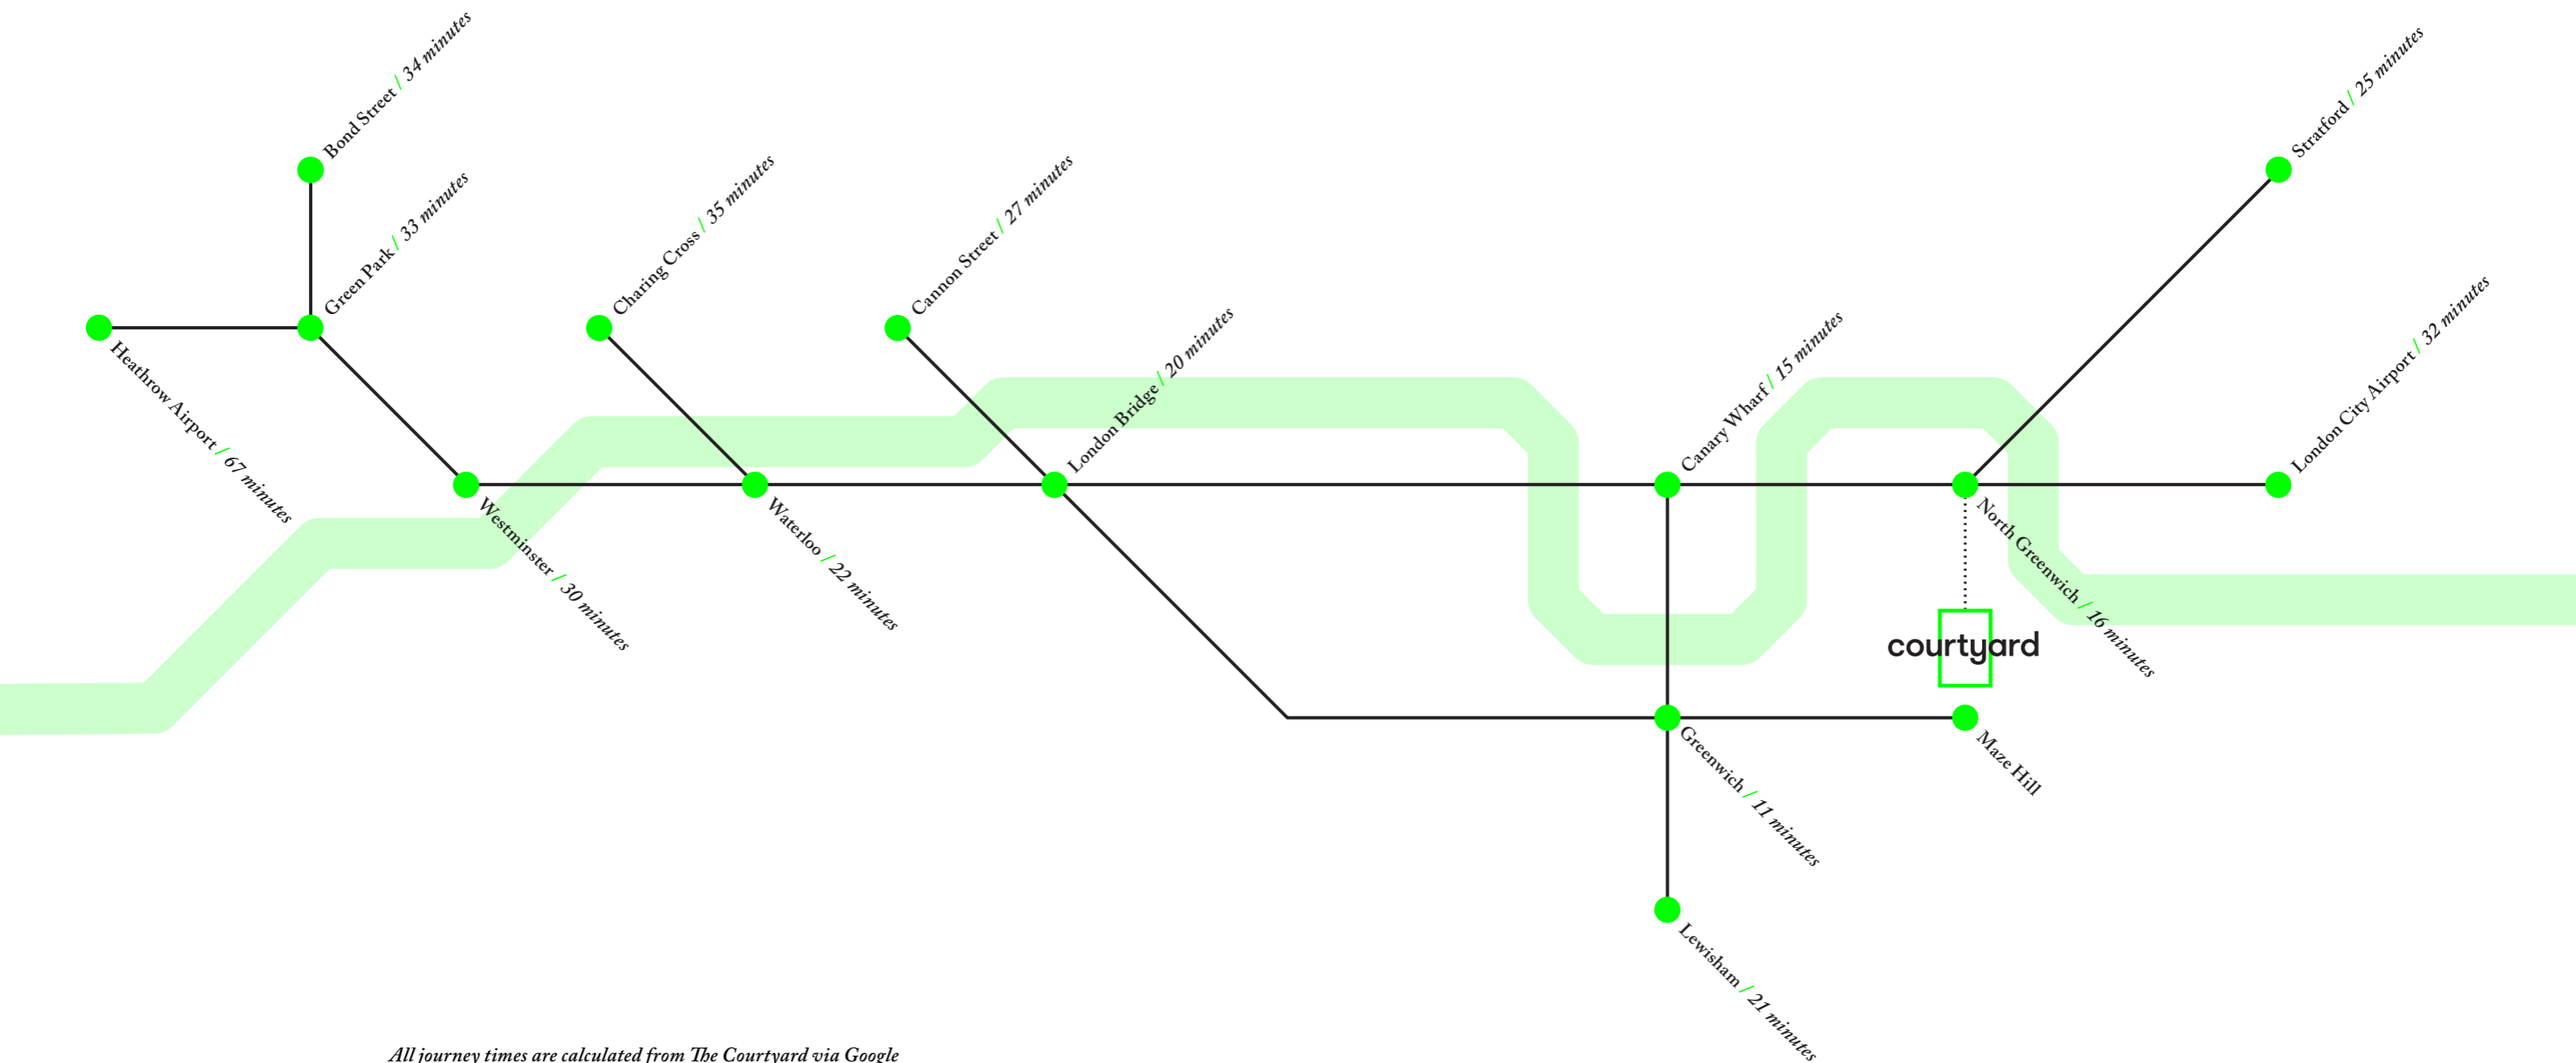 Bond Street / 34 minutes
Green Park / 33 minutes
Heathrow Airport / 67 minutes
Charing Cross / 35 minutes
Cannon Street / 27 minutes
Stratford / 25 minutes
London Bridge / 20 minutes
Canary Wharf / 15 minutes
London City Airport / 32 minutes
Westminster / 30 minutes
Waterloo / 22 minutes
North Greenwich / 16 minutes
courtyard
Greenwich / 11 minutes
Maze Hill
Lewisham / 21 minutes
All journey times are calculated from The Courtyard via Google